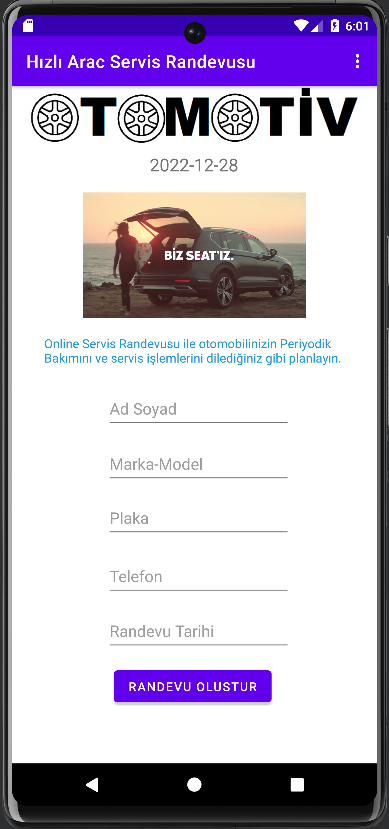 6:01
Hızlı Arac Servis Randevusu
OTOMOTİV
2022-12-28
BİZ SEAT'IZ.
Online Servis Randevusu ile otomobilinizin Periyodik
Bakımını ve servis işlemlerini dilediğiniz gibi planlayın.
Ad Soyad
Marka-Model
Plaka
Telefon
Randevu Tarihi
RANDEVU OLUSTUR